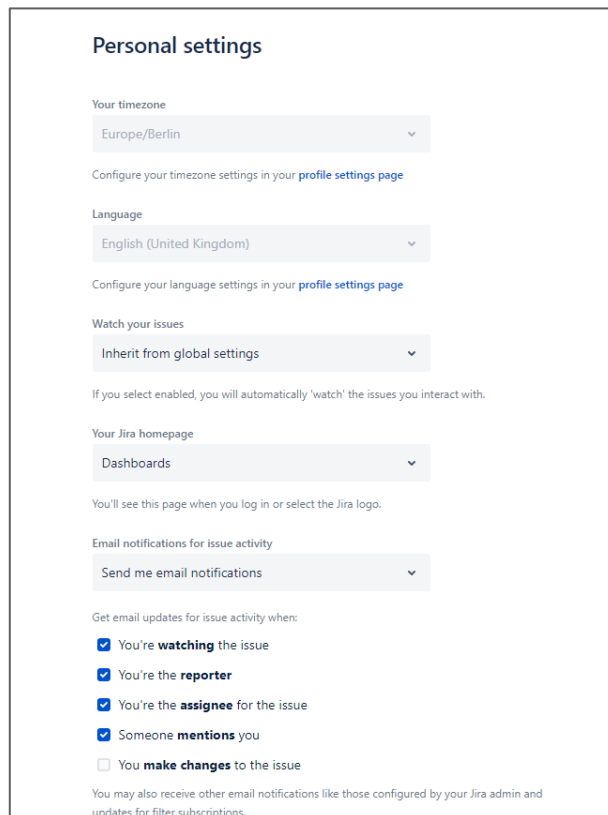 Personal settings
Your timezone
Europe/Berlin
Configure your timezone settings in your profile settings page
Language
English (United Kingdom)
Configure your language settings in your profile settings page
Watch your issues
Inherit from global settings
If you select enabled, you will automatically 'watch' the issues you interact with.
Your Jira homepage
Dashboards
You'll see this page when you log in or select the Jira logo.
Email notifications for issue activity
Send me email notifications
Get email updates for issue activity when:
You're watching the issue
You're the reporter
You're the assignee for the issue
Someone mentions you
You make changes to the issue
You may also receive other email notifications like those configured by your Jira admin and
updates for filter subscriptions.